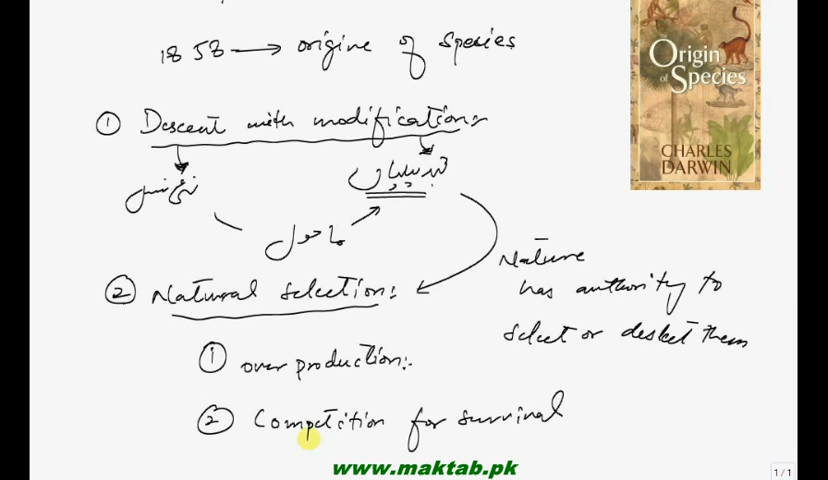 1858 → origine of species
Origin
of Species
CHARLES
DARWIN
① Descent with modification:
نئی نسل
تبدیلیاں
ماحول
② Natural selection:
Nature
has authority to
select or deslet them
① over production:
② Competition for survival
www.maktab.pk
1/1